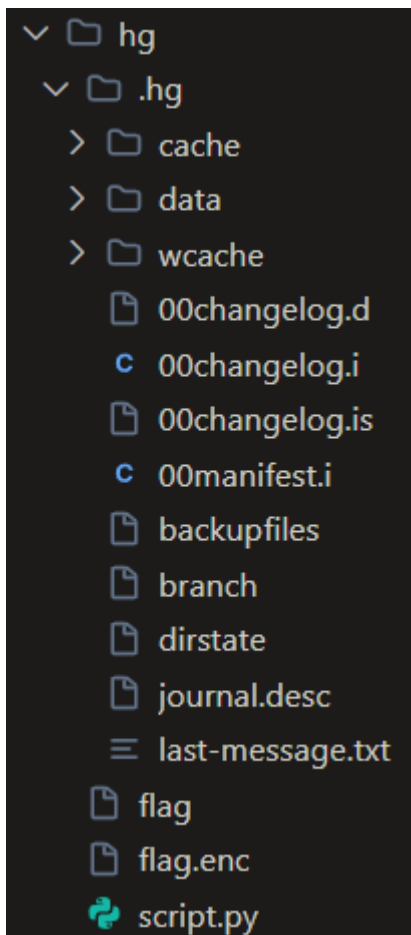 hg
.hg
cache
data
wcache
00changelog.d
C 00changelog.i
00changelog.is
C 00manifest.i
backupfiles
branch
dirstate
journal.desc
last-message.txt
flag
flag.enc
script.py